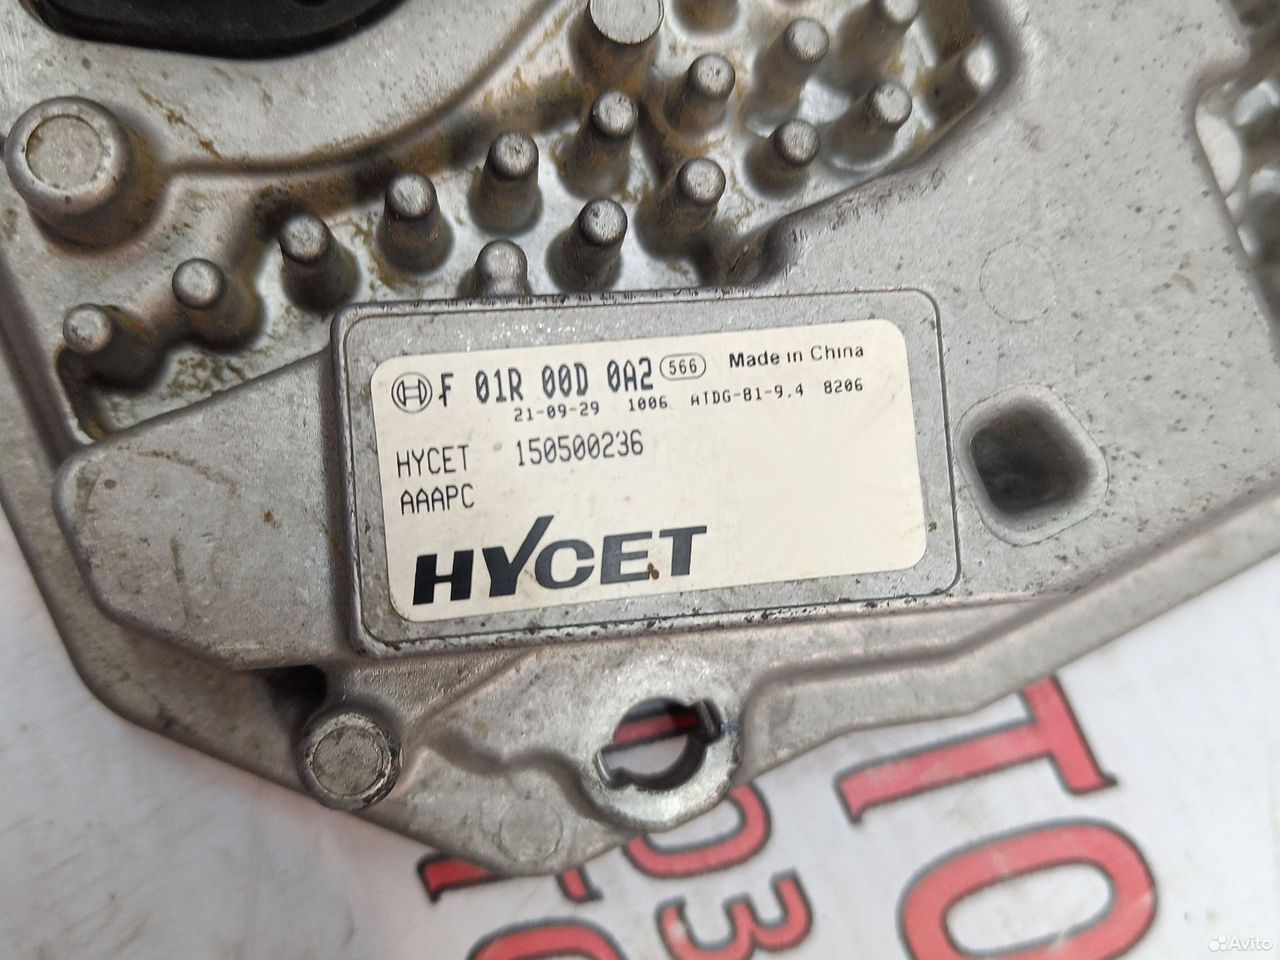 F 01R 00D 0A2 566 Made in China
21-09-29 1006 ATDG-81-9.4 8206
HYCET 150500236
AAAPC
HYCET
Avito